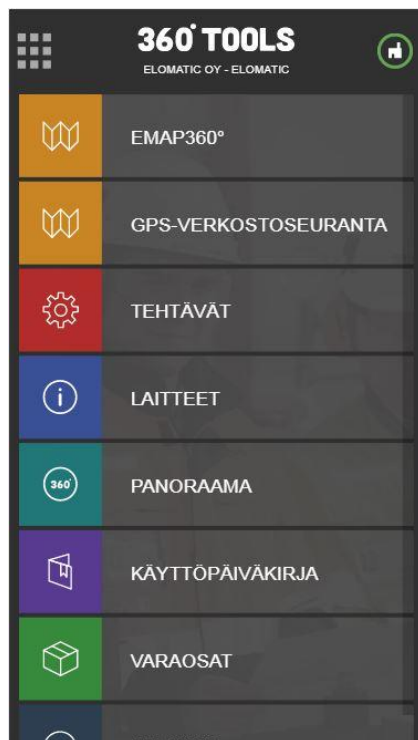 360° TOOLS
ELOMATIC OY - ELOMATIC
EMAP360°
GPS-VERKOSTOSEURANTA
TEHTÄVÄT
LAITTEET
360°
PANORAAMA
KÄYTTÖPÄIVÄKIRJA
VARAOSAT